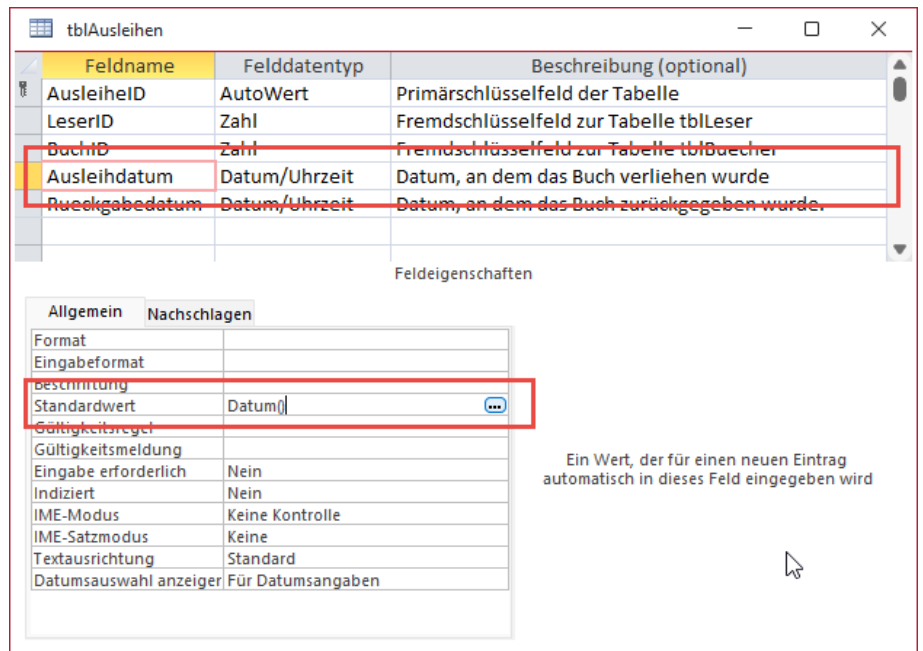 tblAusleihen
Feldname Felddatentyp Beschreibung (optional)
AusleiheID AutoWert Primärschlüsselfeld der Tabelle
LeserID Zahl Fremdschlüsselfeld zur Tabelle tblLeser
BuchID Zahl Fremdschlüsselfeld zur Tabelle tblBuecher
Ausleihdatum Datum/Uhrzeit Datum, an dem das Buch verliehen wurde
Rueckgabedatum Datum/Uhrzeit Datum, an dem das Buch zurückgegeben wurde.
Feldeigenschaften
Allgemein Nachschlagen
Format
Eingabeformat
Beschriftung
Standardwert Datum()
Gültigkeitsregel
Gültigkeitsmeldung
Eingabe erforderlich Nein
Indiziert Nein
IME-Modus Keine Kontrolle
IME-Satzmodus Keine
Textausrichtung Standard
Datumsauswahl anzeiger Für Datumsangaben
Ein Wert, der für einen neuen Eintrag
automatisch in dieses Feld eingegeben wird